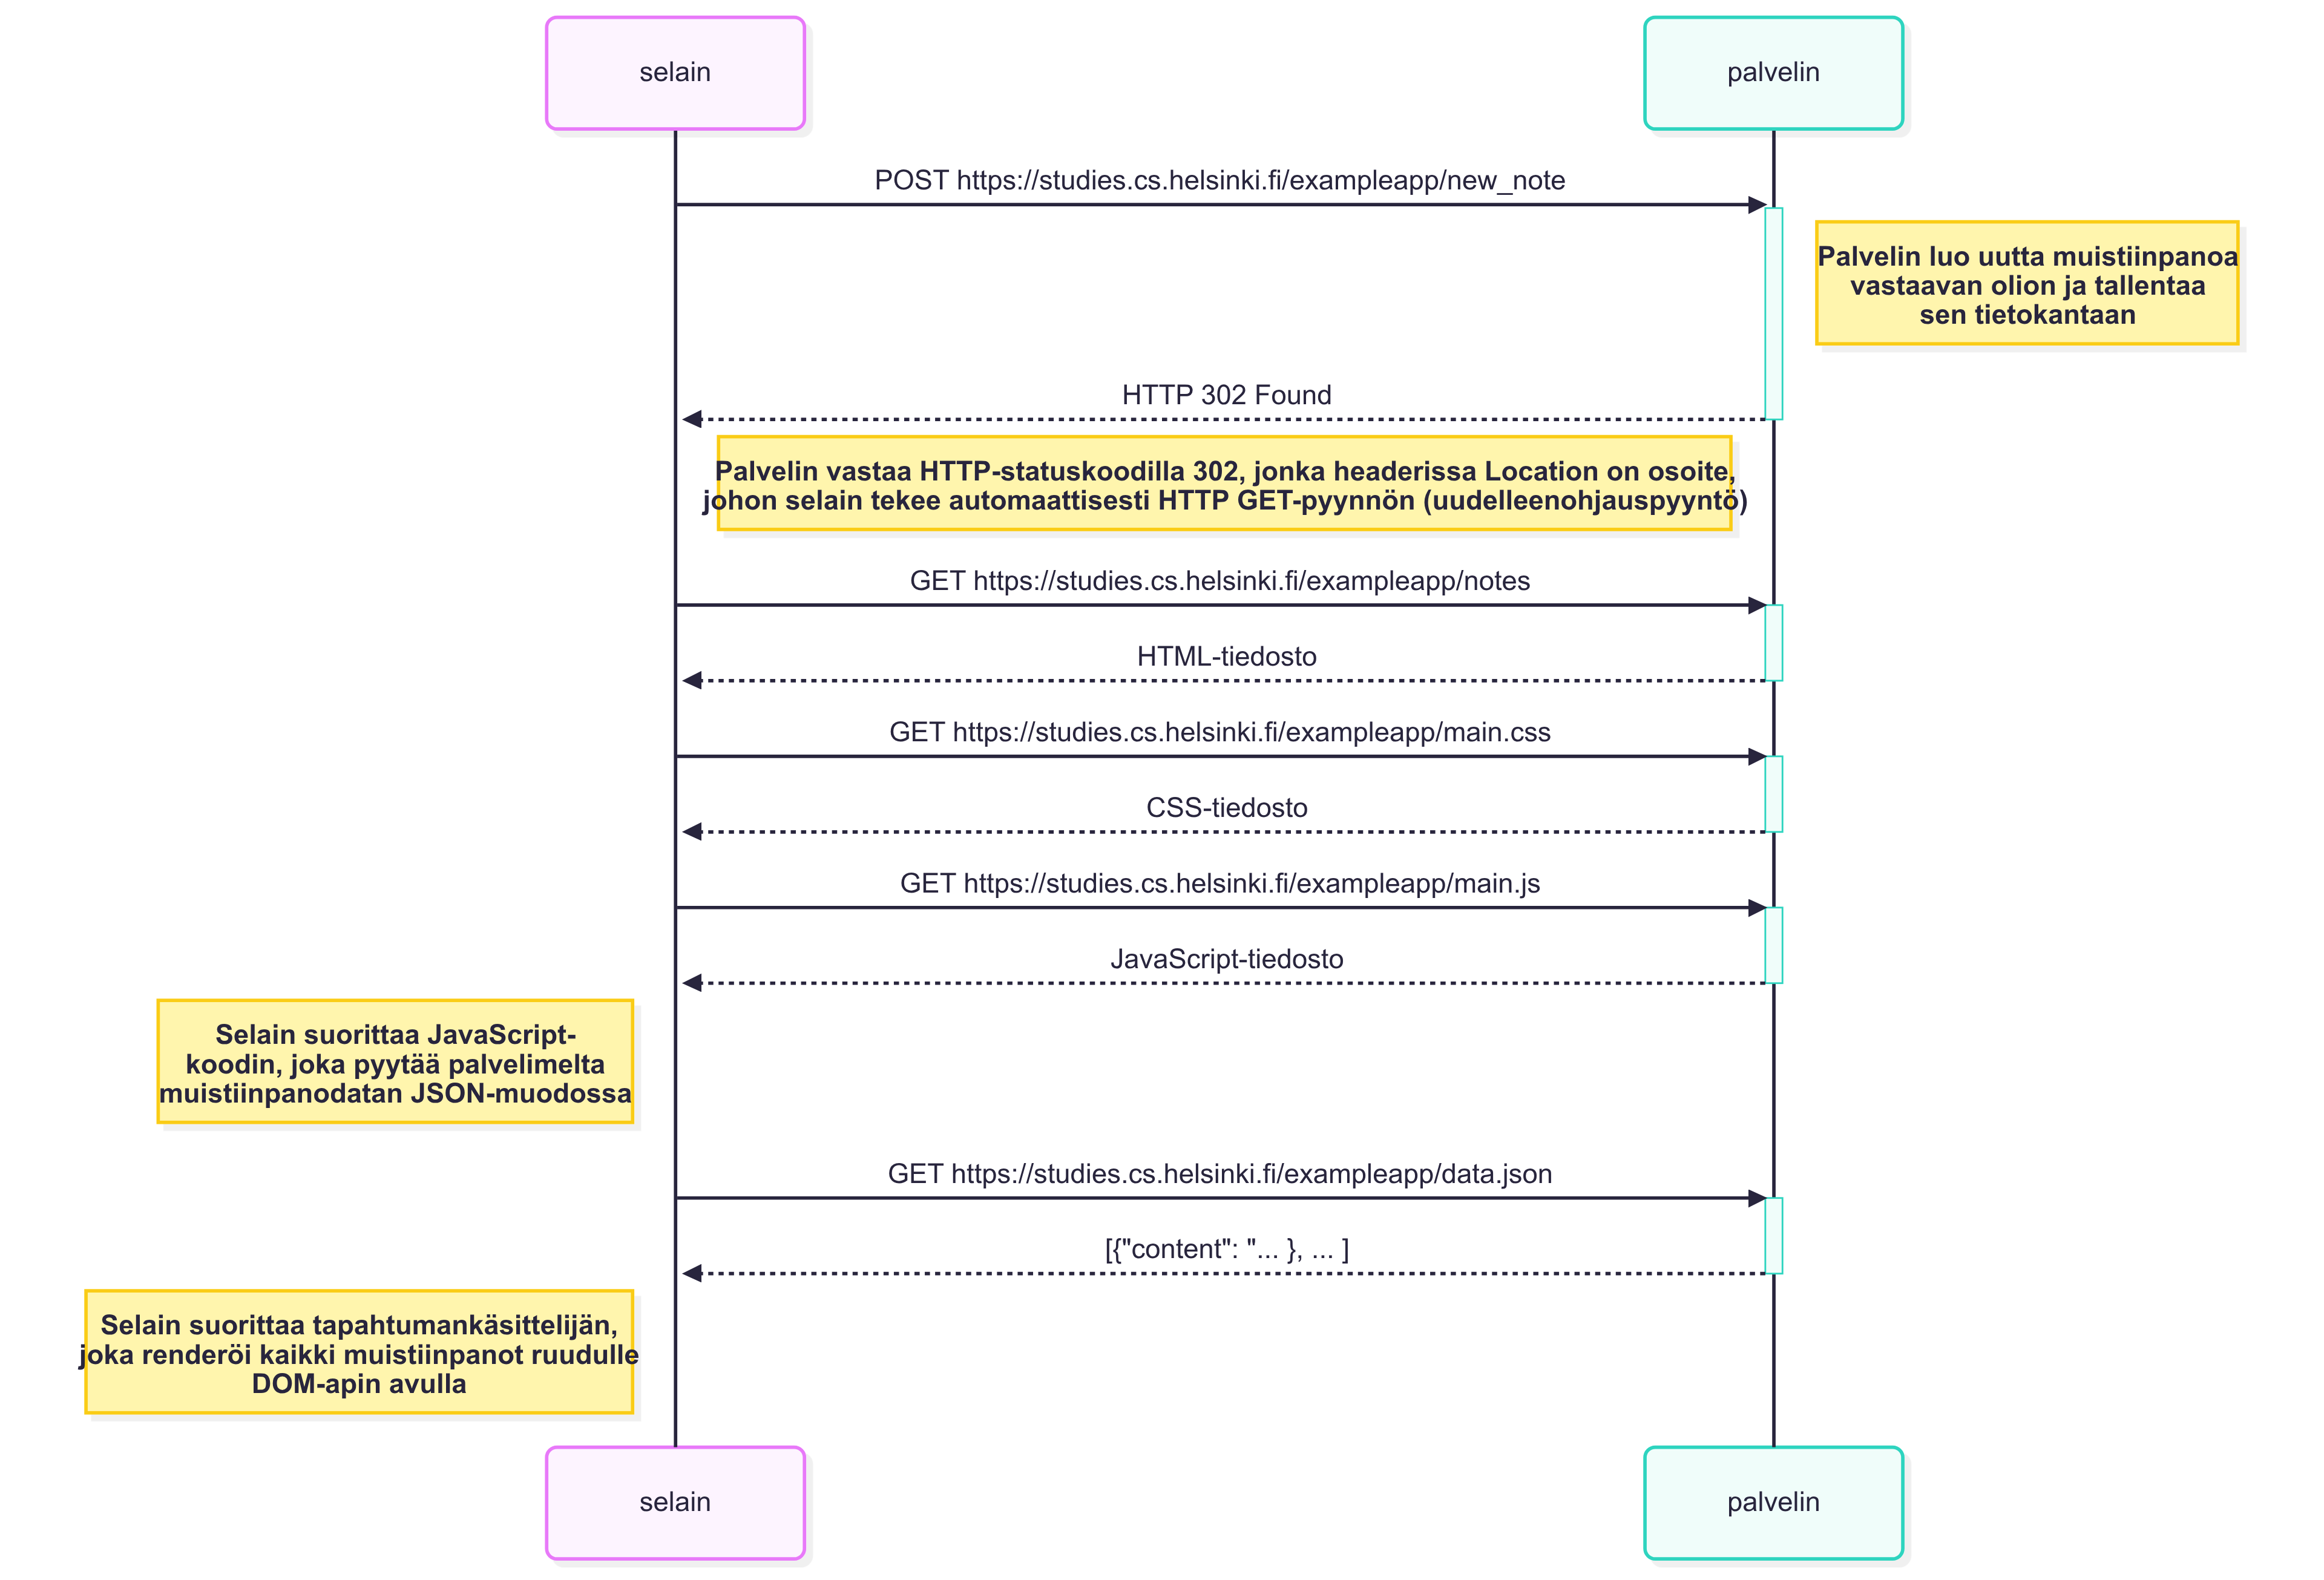 selain
palvelin
POST https://studies.cs.helsinki.fi/exampleapp/new_note
Palvelin luo uutta muistiinpanoa
vastaavan olion ja tallentaa
sen tietokantaan
HTTP 302 Found
Palvelin vastaa HTTP-statuskoodilla 302, jonka headerissa Location on osoite,
johon selain tekee automaattisesti HTTP GET-pyynnön (uudelleenohjauspyyntö)
GET https://studies.cs.helsinki.fi/exampleapp/notes
HTML-tiedosto
GET https://studies.cs.helsinki.fi/exampleapp/main.css
CSS-tiedosto
GET https://studies.cs.helsinki.fi/exampleapp/main.js
JavaScript-tiedosto
Selain suorittaa JavaScript-
koodin, joka pyytää palvelimelta
muistiinpanodatan JSON-muodossa
GET https://studies.cs.helsinki.fi/exampleapp/data.json
[{"content": "... }, ... ]
Selain suorittaa tapahtumankäsittelijän,
joka renderöi kaikki muistiinpanot ruudulle
DOM-apin avulla
selain
palvelin